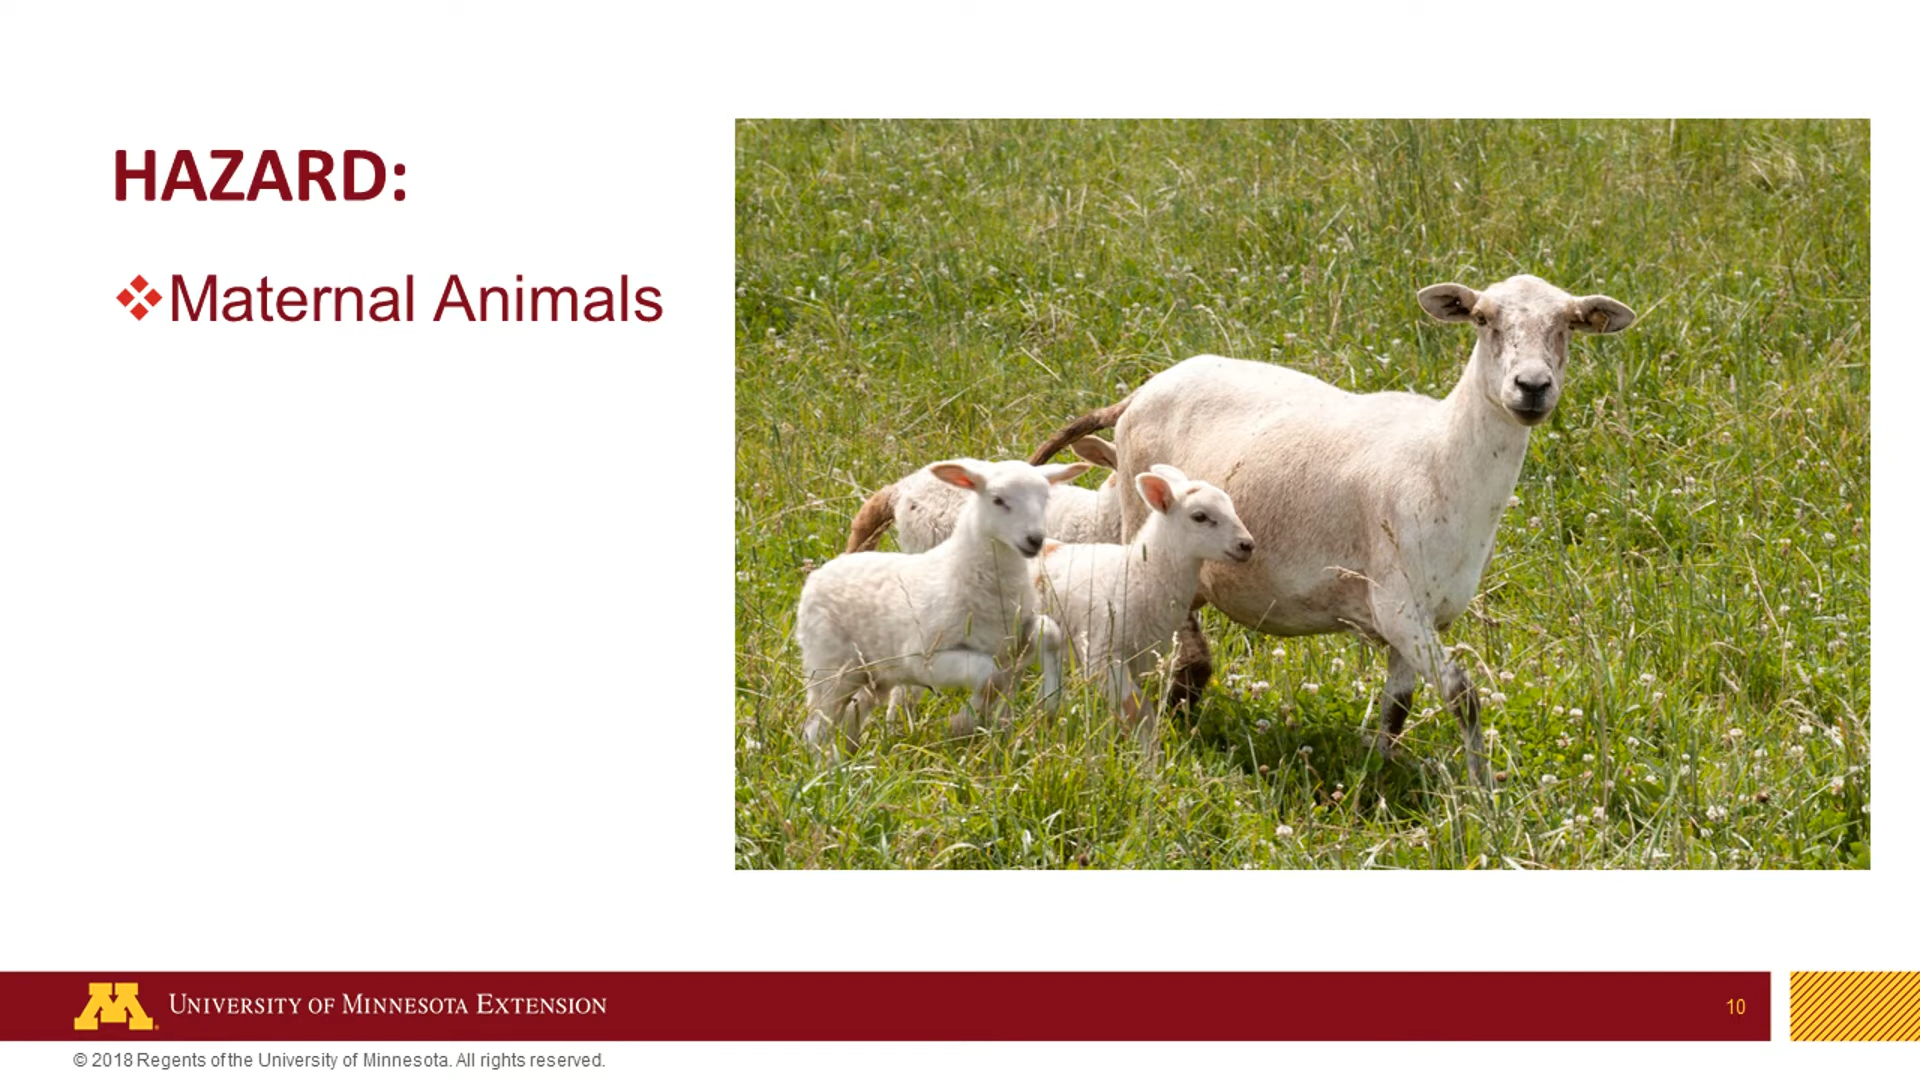 HAZARD:
Maternal Animals
UNIVERSITY OF MINNESOTA EXTENSION
10
© 2018 Regents of the University of Minnesota. All rights reserved.